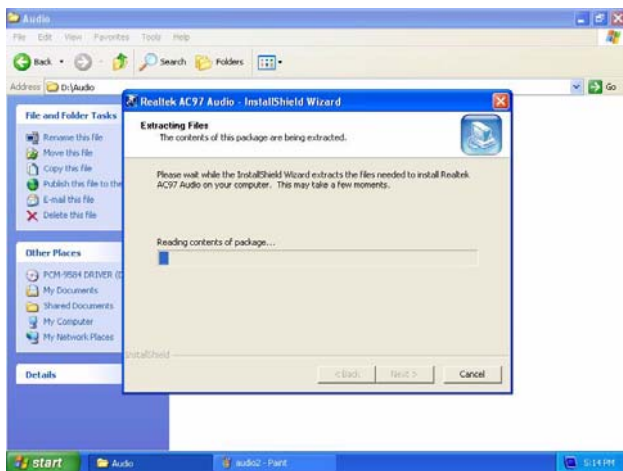 Audio
File Edit View Favorites Tools Help
Back Search Folders
Address D:\Audio Go
File and Folder Tasks
Rename this file
Move this file
Copy this file
Publish this file to the
E-mail this file
Delete this file
Other Places
PCM-9584 DRIVER (D
My Documents
Shared Documents
My Computer
My Network Places
Details
Realtek AC97 Audio - InstallShield Wizard
Extracting Files
The contents of this package are being extracted.
Please wait while the InstallShield Wizard extracts the files needed to install Realtek
AC97 Audio on your computer. This may take a few moments.
Reading contents of package...
InstallShield
< Back Next > Cancel
start Audio audio2 - Paint 5:14 PM